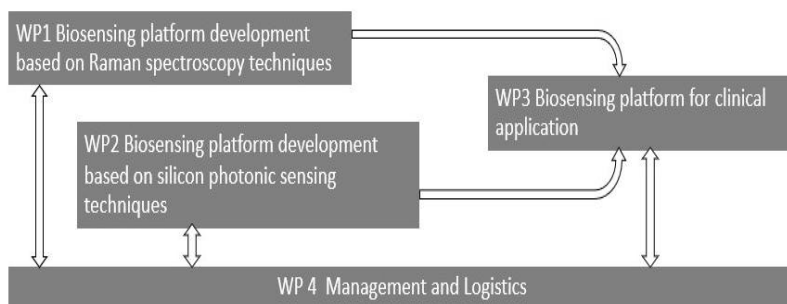 WP1 Biosensing platform development
based on Raman spectroscopy techniques
WP2 Biosensing platform development
based on silicon photonic sensing
techniques
WP3 Biosensing platform for clinical
application
WP 4 Management and Logistics